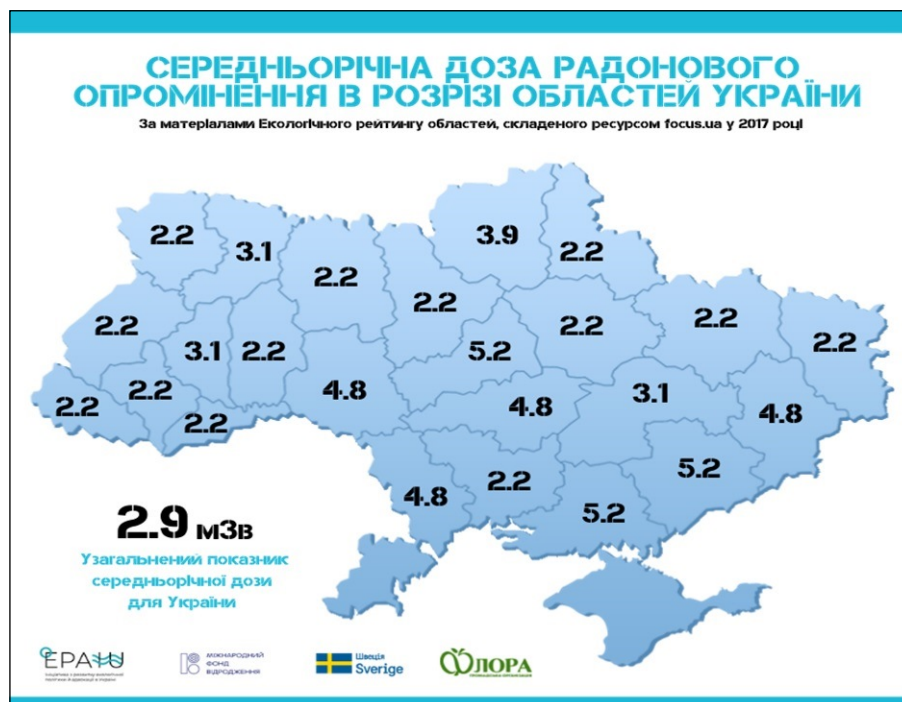 СЕРЕДНЬОРІЧНА ДОЗА РАДОНОВОГО
ОПРОМІНЕННЯ В РОЗРІЗІ ОБЛАСТЕЙ УКРАЇНИ
За матеріалами Екологічного рейтингу областей, складеного ресурсом focus.ua у 2017 році
2.2
3.1
2.2
3.9
2.2
2.2
2.2
3.1
2.2
2.2
5.2
2.2
2.2
2.2
2.2
2.2
2.2
4.8
4.8
3.1
4.8
4.8
2.2
5.2
5.2
2.9 мЗв
Узагальнений показник
середньорічної дози
для України
ЕРАІU
МІЖНАРОДНИЙ
ФОНД
ВІДРОДЖЕННЯ
Швеція
Sverige
ФЛОРА